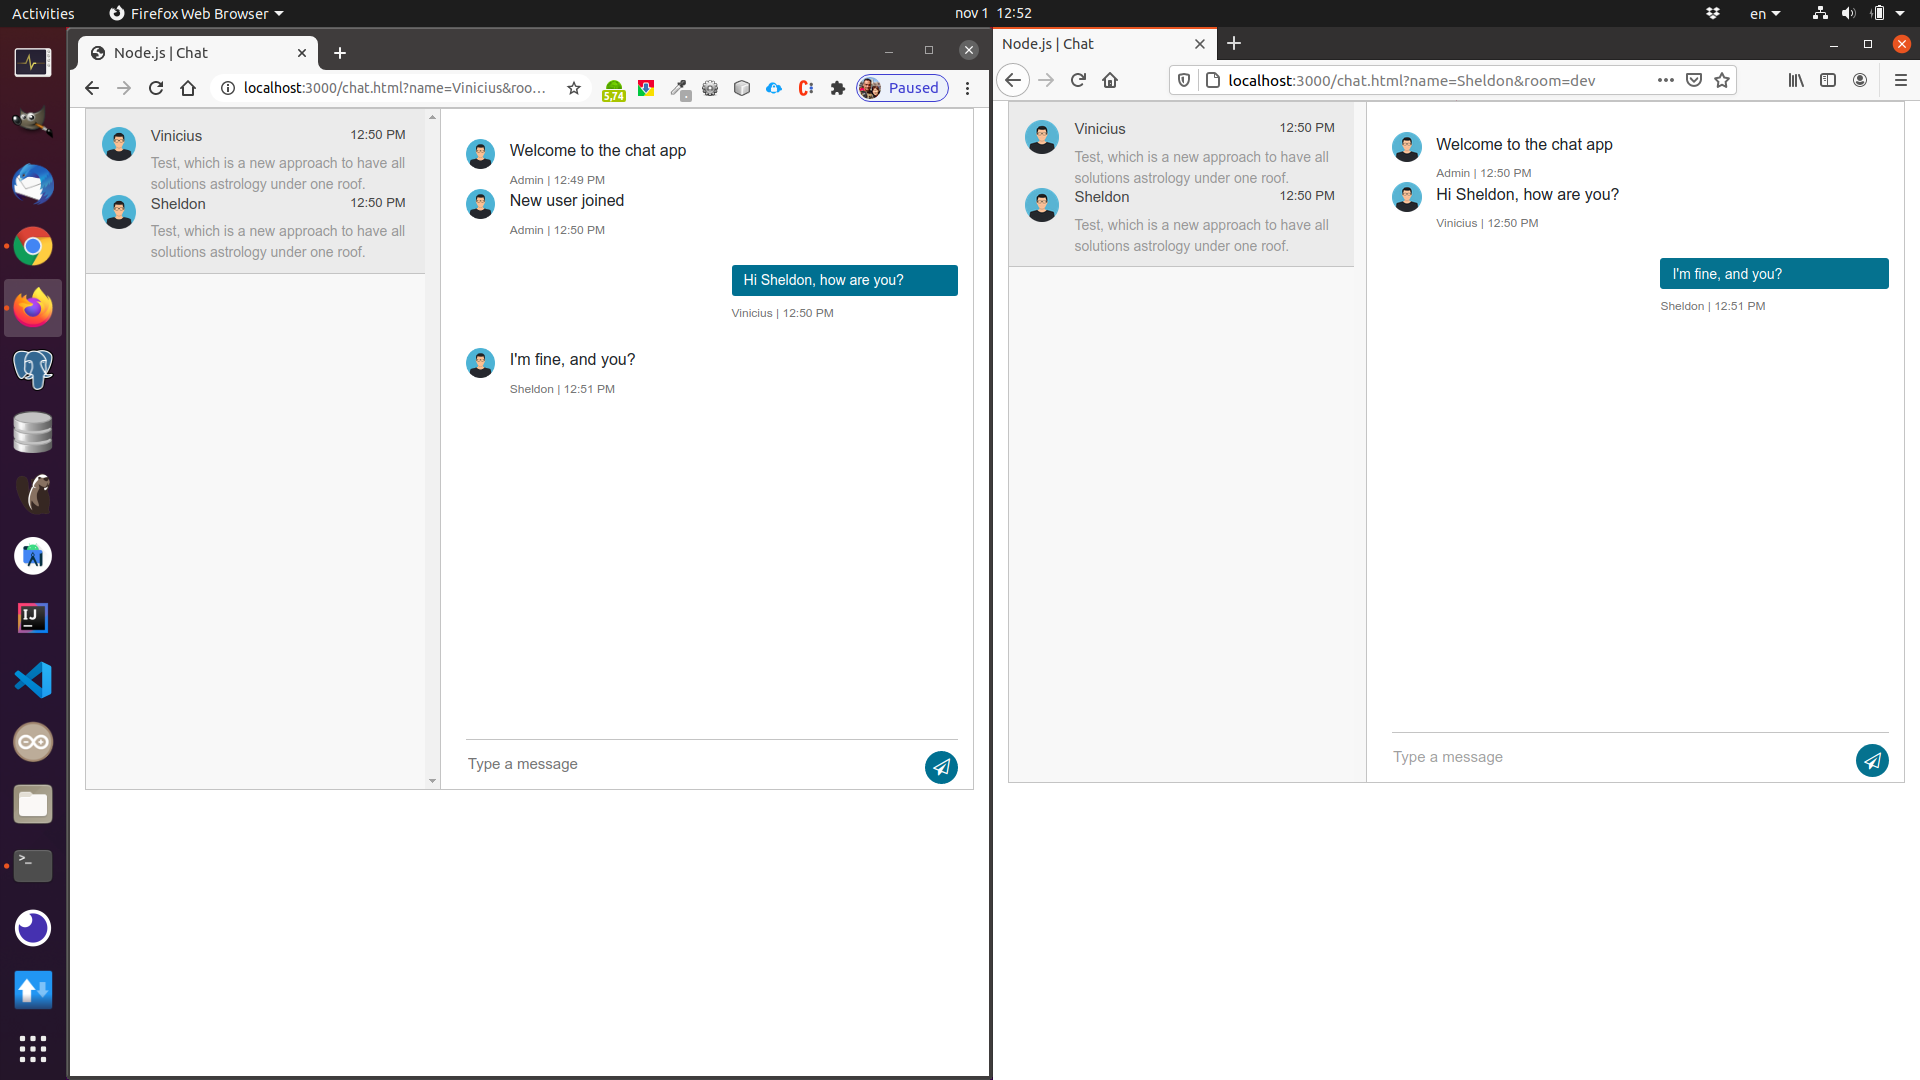 Activities
Firefox Web Browser
nov 1 12:52
en
Node.js | Chat
localhost:3000/chat.html?name=Vinicius&roo...
5,74
Paused
Vinicius
12:50 PM
Test, which is a new approach to have all
solutions astrology under one roof.
Sheldon
12:50 PM
Test, which is a new approach to have all
solutions astrology under one roof.
Welcome to the chat app
Admin | 12:49 PM
New user joined
Admin | 12:50 PM
Hi Sheldon, how are you?
Vinicius | 12:50 PM
I'm fine, and you?
Sheldon | 12:51 PM
Type a message
Node.js | Chat
localhost:3000/chat.html?name=Sheldon&room=dev
Vinicius
12:50 PM
Test, which is a new approach to have all
solutions astrology under one roof.
Sheldon
12:50 PM
Test, which is a new approach to have all
solutions astrology under one roof.
Welcome to the chat app
Admin | 12:50 PM
Hi Sheldon, how are you?
Vinicius | 12:50 PM
I'm fine, and you?
Sheldon | 12:51 PM
Type a message
IJ
>_